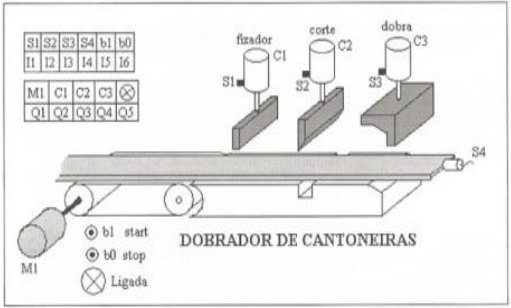 S1 S2 S3 S4 b1 b0
I1 I2 I3 I4 I5 I6
M1 C1 C2 C3
Q1 Q2 Q3 Q4 Q5
fixador
C1
S1
corte
C2
S2
dobra
C3
S3
S4
M1
b1 start
b0 stop
Ligada
DOBRADOR DE CANTONEIRAS